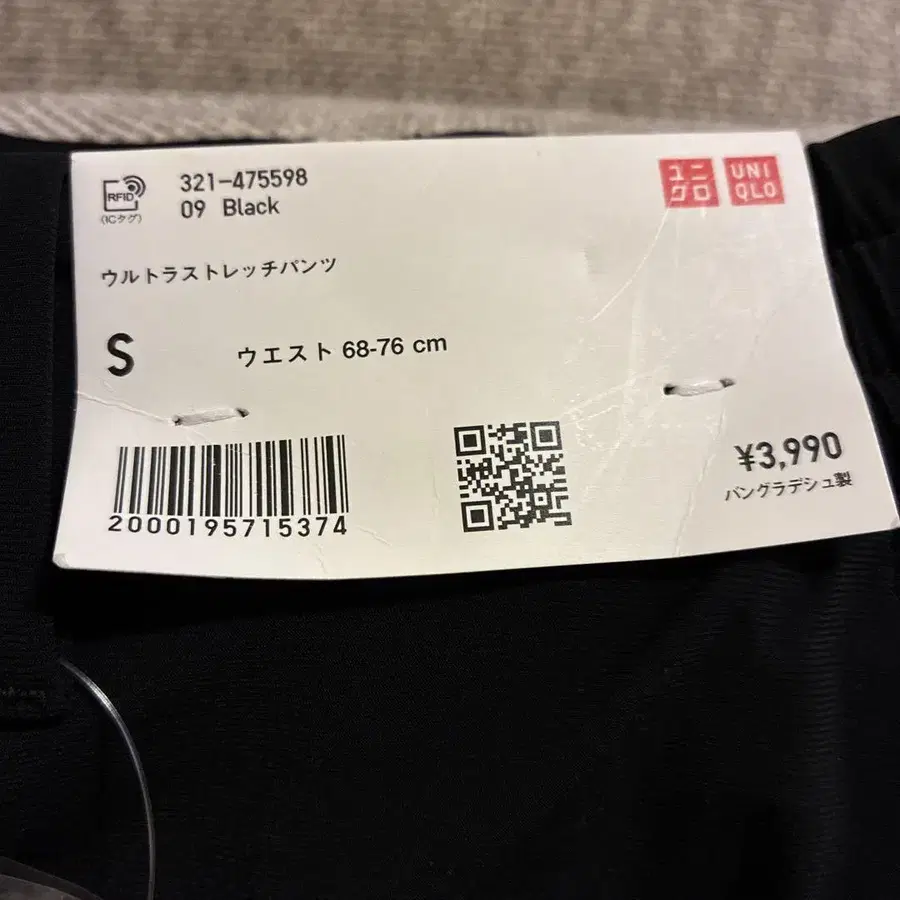 RFID
(ICタグ)
321-475598
09 Black
ユニクロ
UNIQLO
ウルトラストレッチパンツ
S
ウエスト 68-76 cm
2000195715374
¥3,990
バングラデシュ製